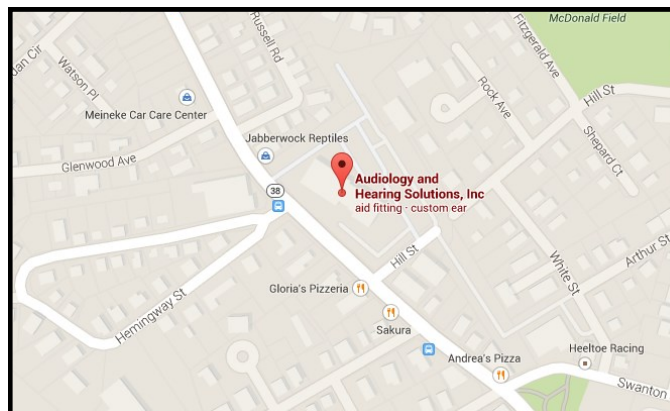 McDonald Field
an Cir
Watson Pl
Russell Rd
Fitzgerald Ave
Rock Ave
Hill St
Meineke Car Care Center
Jabberwock Reptiles
Glenwood Ave
Shepard Ct
38
Audiology and
Hearing Solutions, Inc
aid fitting - custom ear
Hill St
White St
Arthur St
Gloria's Pizzeria
Hemingway St
Sakura
Andrea's Pizza
Heeltoe Racing
Swanton